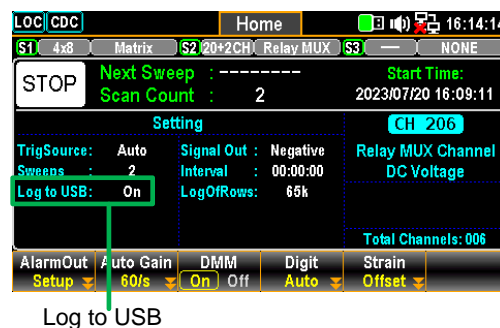 LOC CDC Home 16:14:1
S1 4x8 Matrix S2 20+2CH Relay MUX S3 — NONE
STOP Next Sweep : -------- Start Time:
Scan Count : 2 2023/07/20 16:09:11
Setting CH 206
TrigSource: Auto Signal Out : Negative Relay MUX Channel
Sweeps : 2 Interval : 00:00:00 DC Voltage
Log to USB: On LogOfRows: 65k
Total Channels: 006
AlarmOut Auto Gain DMM Digit Strain
Setup 60/s On Off Auto Offset
Log to USB